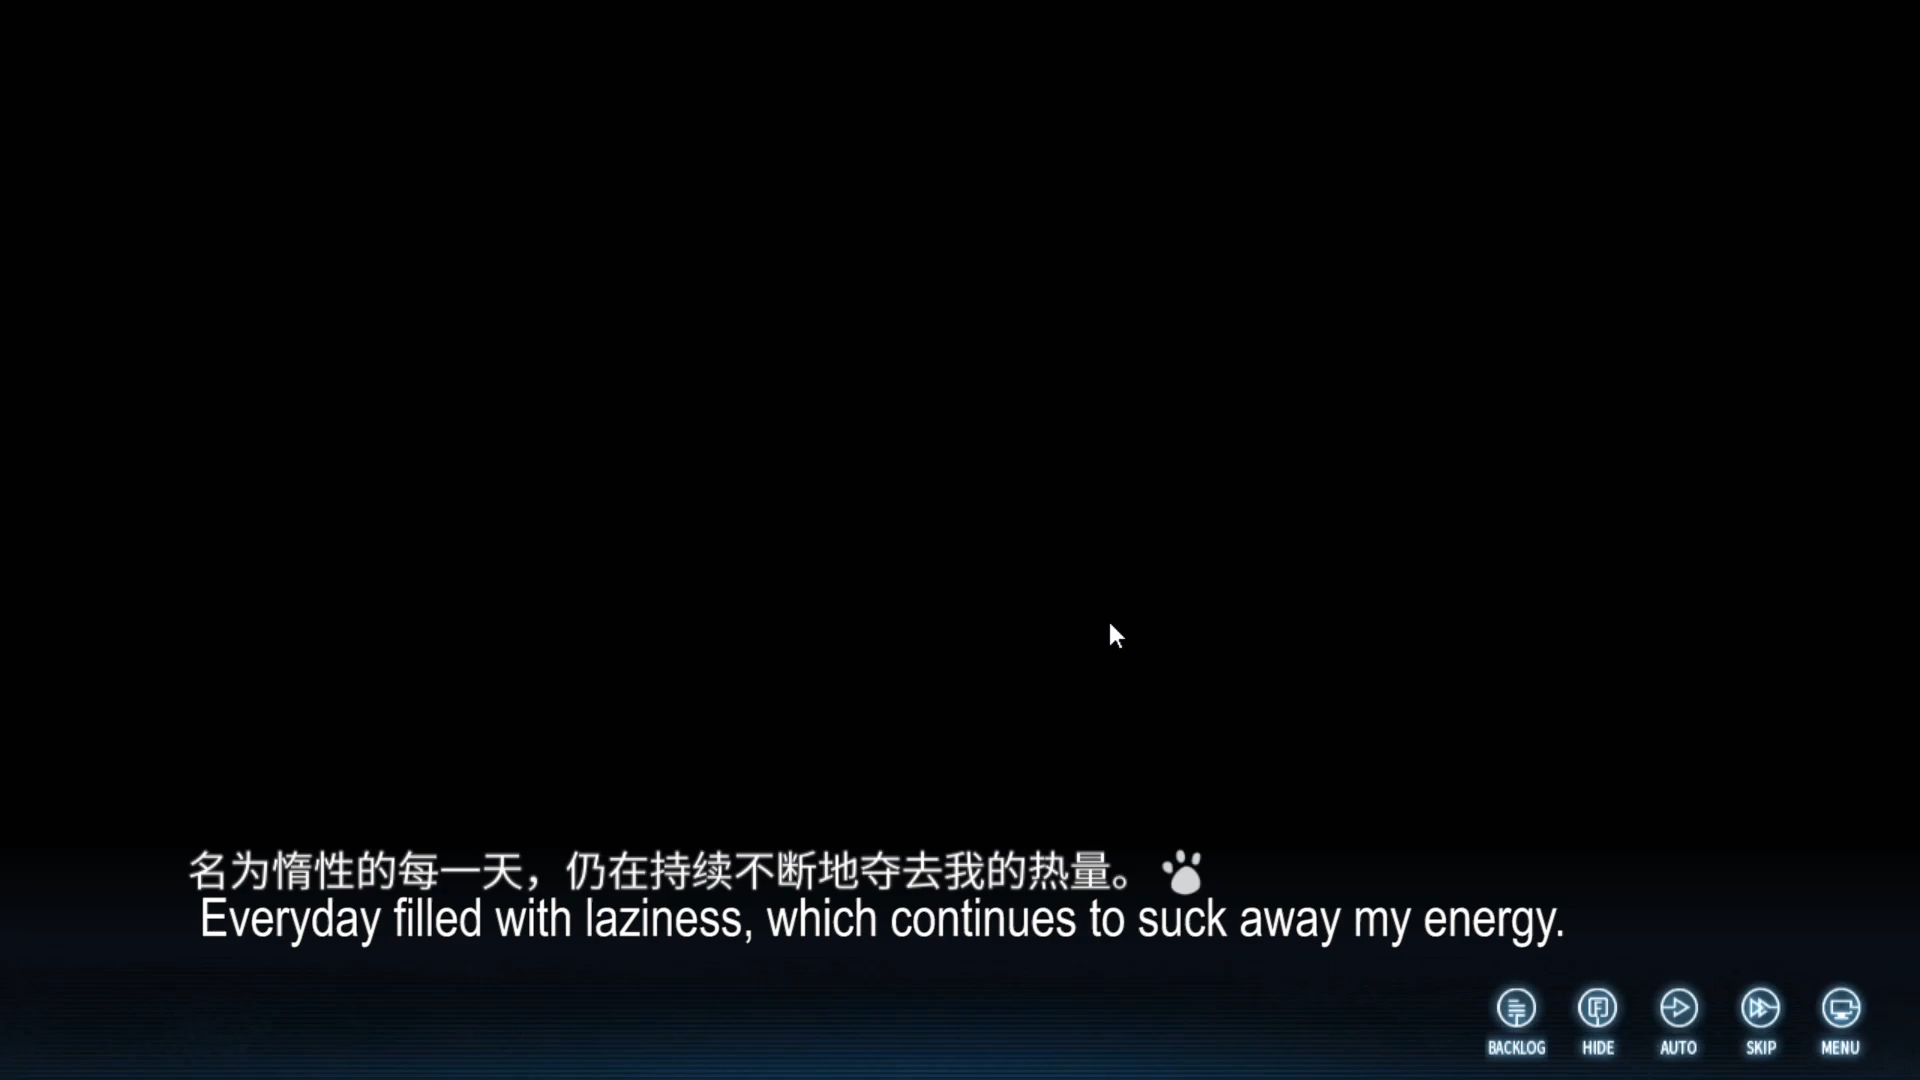 名为惰性的每一天，仍在持续不断地夺去我的热量。
Everyday filled with laziness, which continues to suck away my energy.
BACKLOG HIDE AUTO SKIP MENU